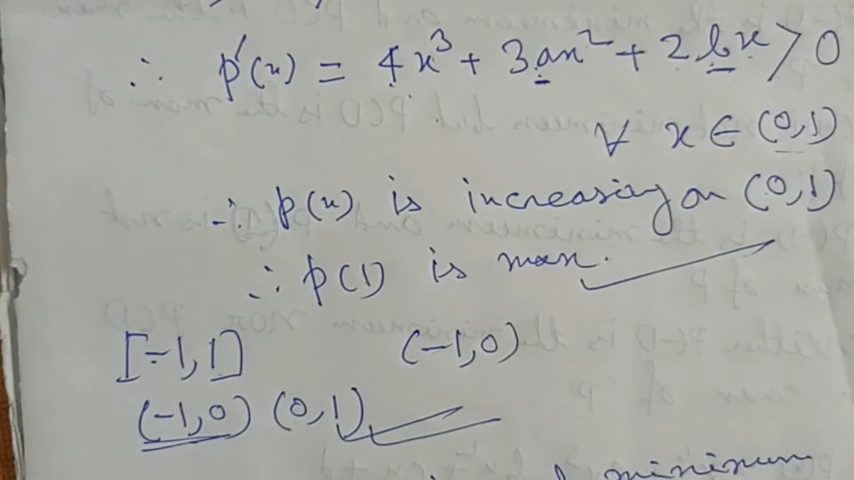 ∴ p'(x) = 4x³ + 3ax² + 2bx > 0
∀ x ∈ (0,1)
∴ p(x) is increasing on (0,1)
∴ p(1) is max.
[-1,1] (-1,0)
(-1,0) (0,1)
minimum